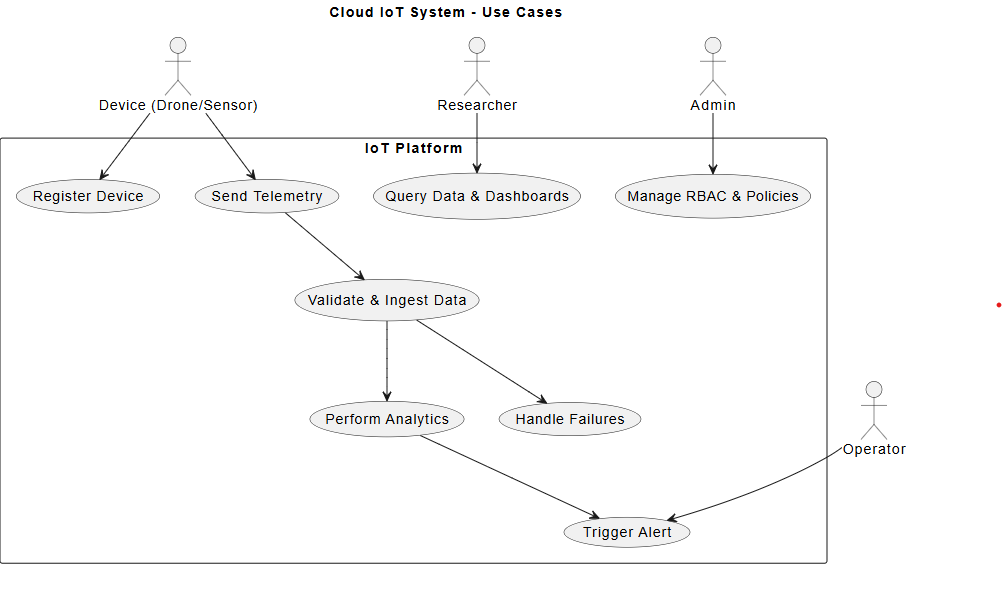 Cloud IoT System - Use Cases
Device (Drone/Sensor)
Researcher
Admin
IoT Platform
Register Device
Send Telemetry
Query Data & Dashboards
Manage RBAC & Policies
Validate & Ingest Data
Perform Analytics
Handle Failures
Operator
Trigger Alert